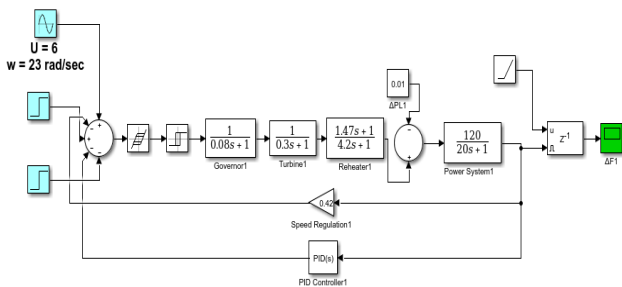 U = 6
w = 23 rad/sec
0.01
ΔPL1
1
0.08s + 1
Governor1
1
0.3s + 1
Turbine1
1.47s + 1
4.2s + 1
Reheater1
120
20s + 1
Power System1
u
Z-1
ΔF1
0.42
Speed Regulation1
PID(s)
PID Controller1